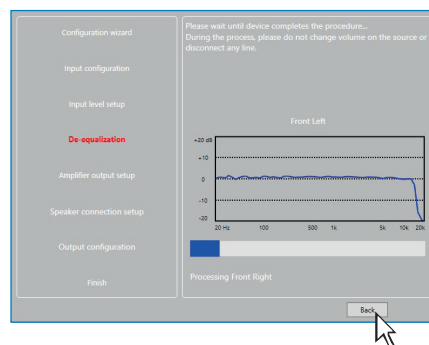 Configuration wizard
Input configuration
Input level setup
De-equalization
Amplifier output setup
Speaker connection setup
Output configuration
Finish
Please wait until device completes the procedure...
During the process, please do not change volume on the source or
disconnect any line.
Front Left
+20 dB
+10
0
-10
-20
20 Hz 100 500 1k 5k 10k 20k
Processing Front Right
Back